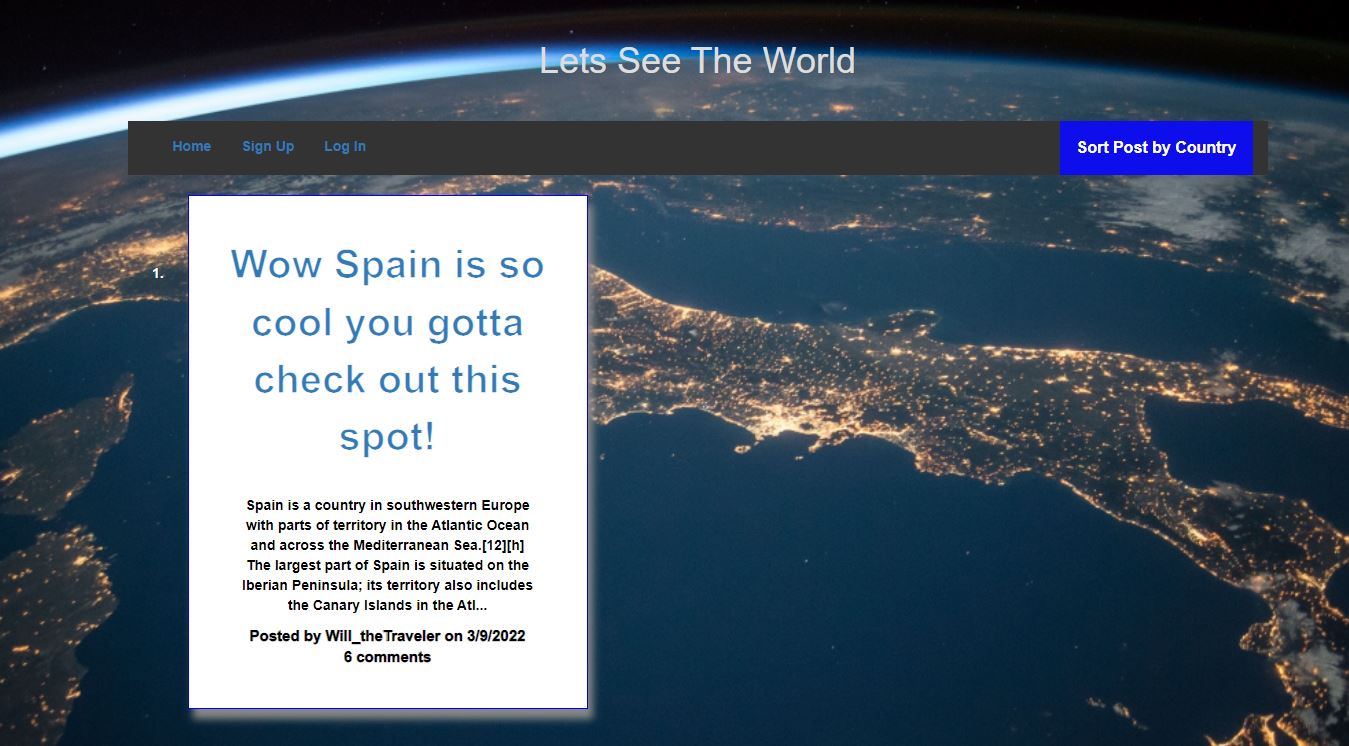 Lets See The World
Home Sign Up Log In Sort Post by Country
1.
Wow Spain is so
cool you gotta
check out this
spot!
Spain is a country in southwestern Europe
with parts of territory in the Atlantic Ocean
and across the Mediterranean Sea.[12][h]
The largest part of Spain is situated on the
Iberian Peninsula; its territory also includes
the Canary Islands in the Atl...
Posted by Will_theTraveler on 3/9/2022
6 comments